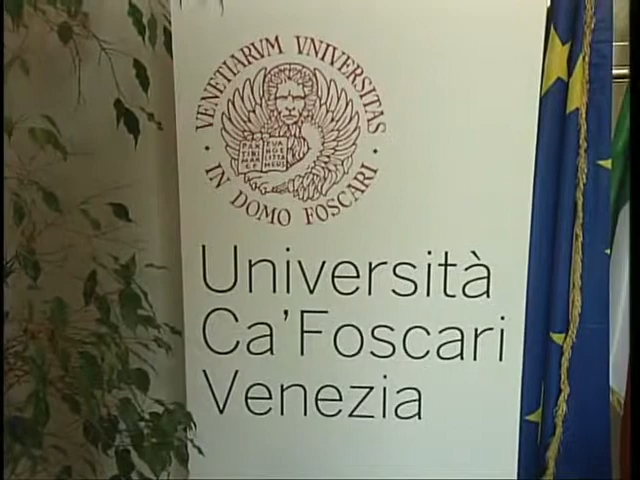 VENETIARVM VNIVERSITAS
IN DOMO FOSCARI
Università
Ca'Foscari
Venezia